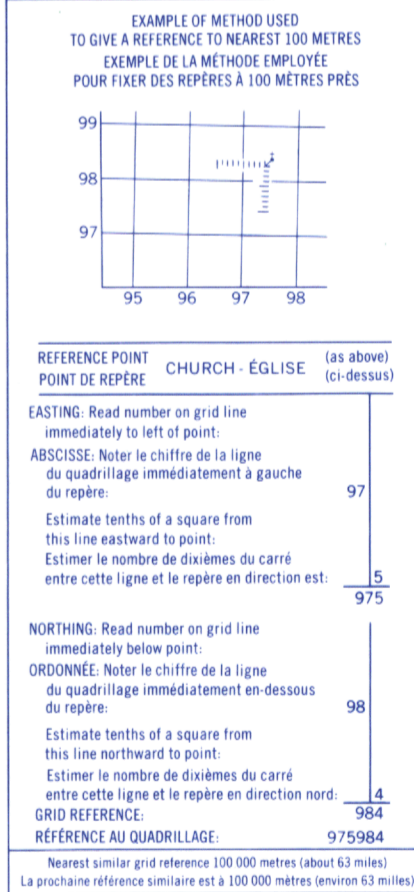 EXAMPLE OF METHOD USED
TO GIVE A REFERENCE TO NEAREST 100 METRES
EXEMPLE DE LA MÉTHODE EMPLOYÉE
POUR FIXER DES REPÈRES À 100 MÈTRES PRÈS
99
98
97
95 96 97 98
REFERENCE POINT
POINT DE REPÈRE
CHURCH - ÉGLISE
(as above)
(ci-dessus)
EASTING: Read number on grid line
immediately to left of point:
ABSCISSE: Noter le chiffre de la ligne
du quadrillage immédiatement à gauche
du repère: 97
Estimate tenths of a square from
this line eastward to point:
Estimer le nombre de dixièmes du carré
entre cette ligne et le repère en direction est: 5
975
NORTHING: Read number on grid line
immediately below point:
ORDONNÉE: Noter le chiffre de la ligne
du quadrillage immédiatement en-dessous
du repère: 98
Estimate tenths of a square from
this line northward to point:
Estimer le nombre de dixièmes du carré
entre cette ligne et le repère en direction nord: 4
GRID REFERENCE: 984
RÉFÉRENCE AU QUADRILLAGE: 975984
Nearest similar grid reference 100 000 metres (about 63 miles)
La prochaine référence similaire est à 100 000 mètres (environ 63 milles)